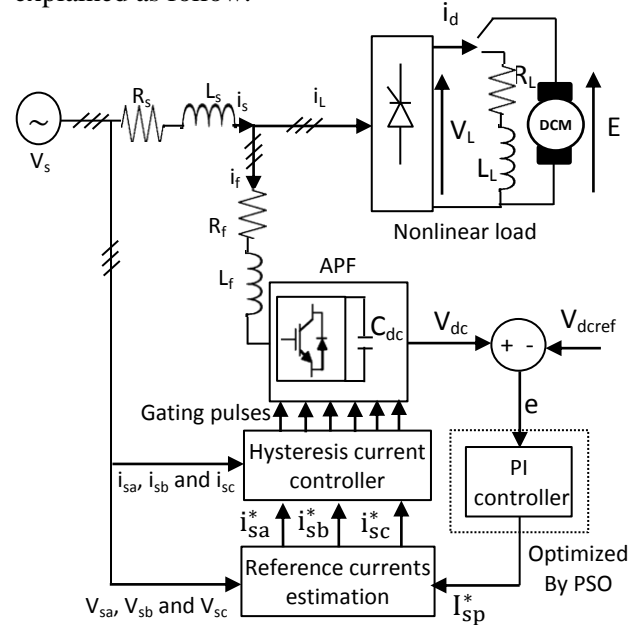 explained as follow:
i_d
R_s
L_s
i_s
i_L
R_L
DCM
E
V_L
L_L
V_s
i_f
R_f
Nonlinear load
L_f
APF
C_dc
V_dc
V_dcref
+ -
Gating pulses
e
Hysteresis current
controller
PI
controller
i_sa, i_sb and i_sc
i*_sa i*_sb i*_sc
Optimized
By PSO
Reference currents
estimation
I*_sp
V_sa, V_sb and V_sc